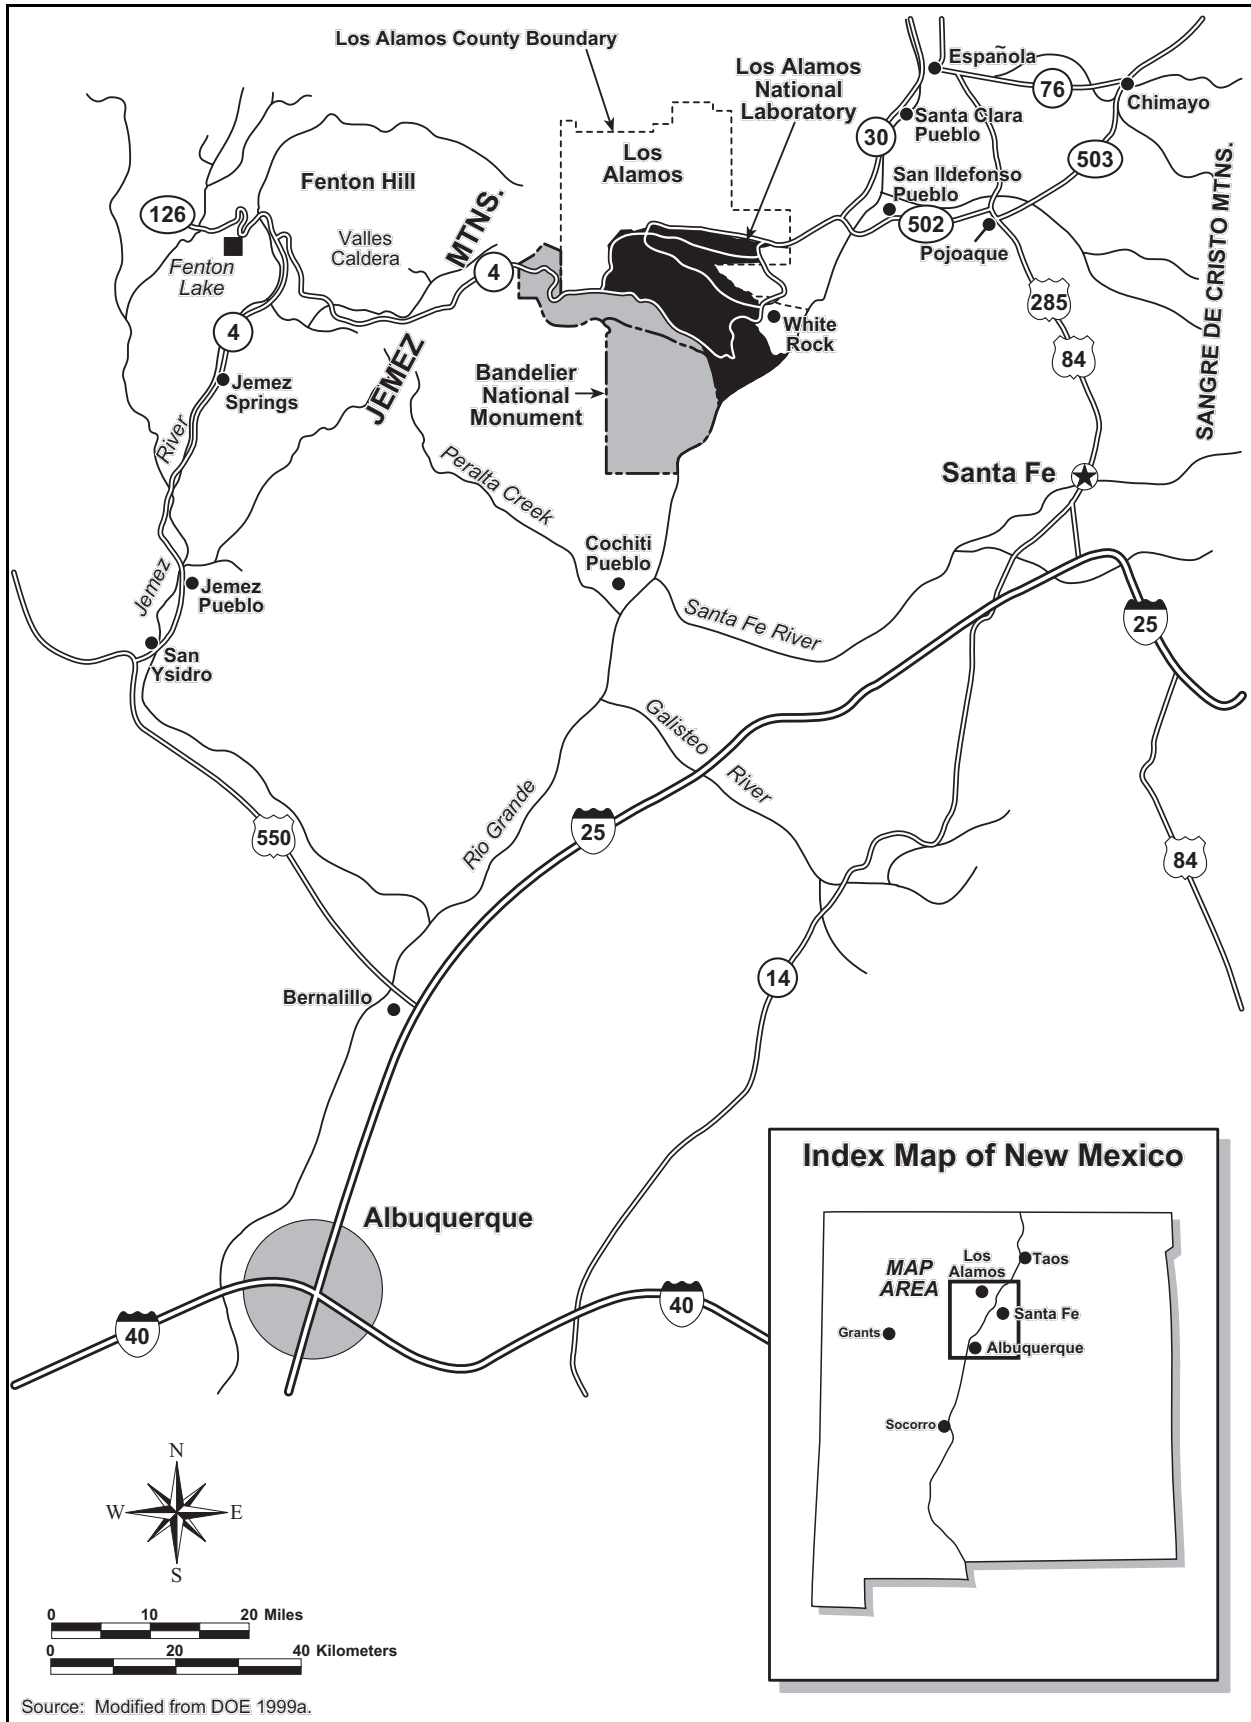 Los Alamos County Boundary
Los Alamos
National
Laboratory
Española
76
Chimayo
Santa Clara
Pueblo
30
503
Los
Alamos
San Ildefonso
Pueblo
502
Pojoaque
Fenton Hill
126
Valles
Caldera
MTNS.
Fenton
Lake
4
4
285
SANGRE DE CRISTO MTNS.
White
Rock
84
JEMEZ
Jemez
Springs
Bandelier
National
Monument
River
Peralta Creek
Santa Fe
Cochiti
Pueblo
Jemez
Jemez
Pueblo
Santa Fe River
25
San
Ysidro
Galisteo
River
Rio Grande
25
550
84
14
Bernalillo
Albuquerque
40
40
Index Map of New Mexico
MAP
AREA
Los
Alamos
Taos
Santa Fe
Grants
Albuquerque
Socorro
N
W
E
S
0 10 20 Miles
0 20 40 Kilometers
Source: Modified from DOE 1999a.